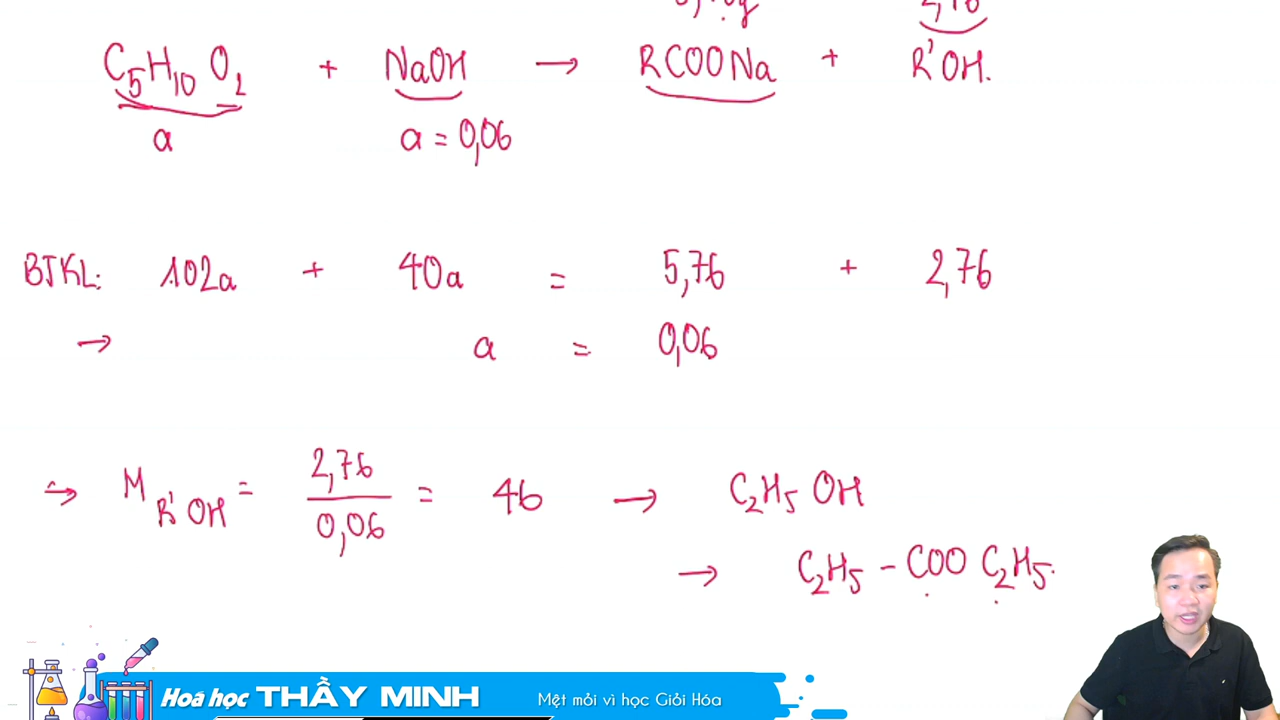 C5H10O2 + NaOH → RCOONa + R'OH.
a a = 0,06
BTKL: 102a + 40a = 5,76 + 2,76
→ a = 0,06
→ M R'OH = 2,76 / 0,06 = 46 → C2H5OH
→ C2H5 - COO C2H5.
Hoá học THẦY MINH Mệt mỏi vì học Giỏi Hóa